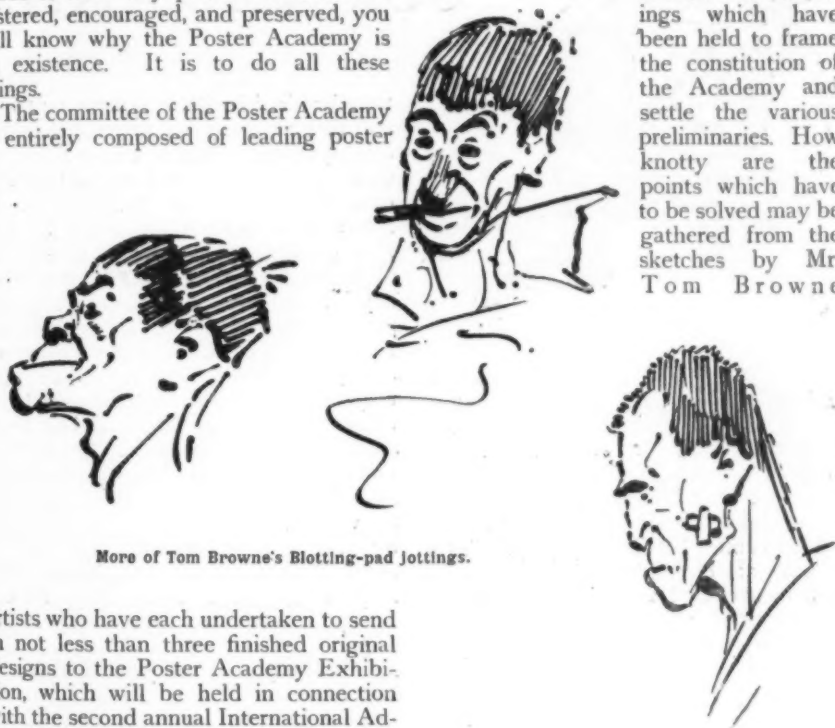 stered, encouraged, and preserved, you
ll know why the Poster Academy is
existence. It is to do all these
ings.
The committee of the Poster Academy
entirely composed of leading poster
More of Tom Browne's Blotting-pad jottings.
rtists who have each undertaken to send
n not less than three finished original
esigns to the Poster Academy Exhibi-
on, which will be held in connection
ith the second annual International Ad-
ings which have
been held to frame
the constitution of
the Academy and
settle the various
preliminaries. How
knotty are the
points which have
to be solved may be
gathered from the
sketches by Mr
Tom Browne